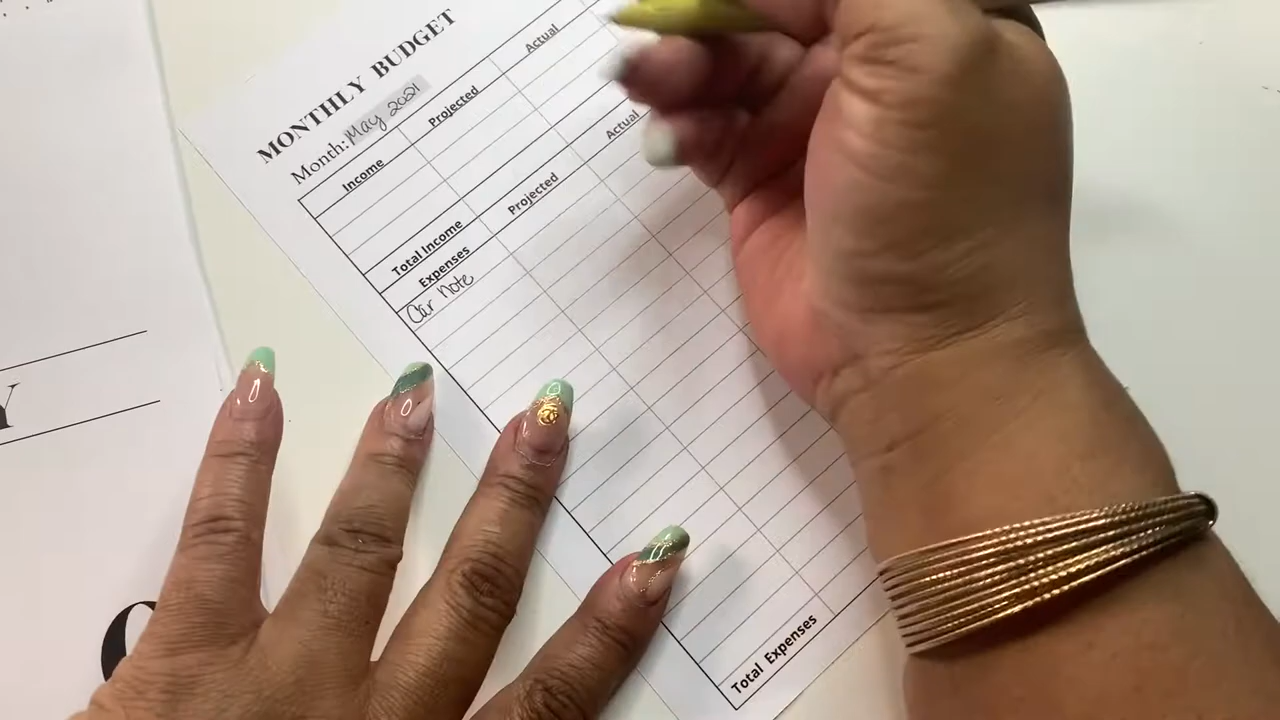 MONTHLY BUDGET
Month: May 2021
Income Projected Actual
Total Income
Expenses Projected Actual
Car Note
Total Expenses
Y